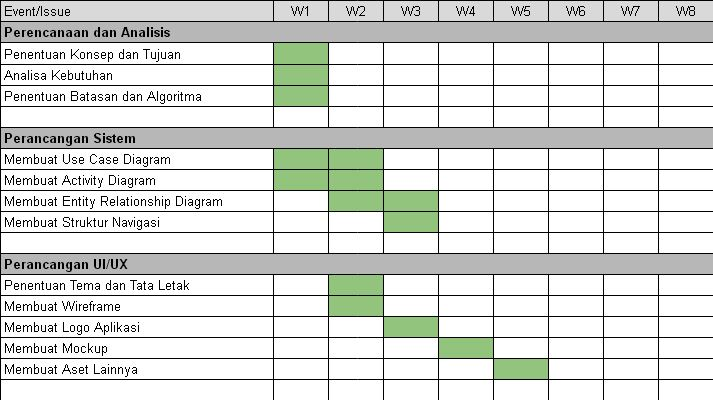 Event/Issue W1 W2 W3 W4 W5 W6 W7 W8
Perencanaan dan Analisis
Penentuan Konsep dan Tujuan
Analisa Kebutuhan
Penentuan Batasan dan Algoritma
Perancangan Sistem
Membuat Use Case Diagram
Membuat Activity Diagram
Membuat Entity Relationship Diagram
Membuat Struktur Navigasi
Perancangan UI/UX
Penentuan Tema dan Tata Letak
Membuat Wireframe
Membuat Logo Aplikasi
Membuat Mockup
Membuat Aset Lainnya